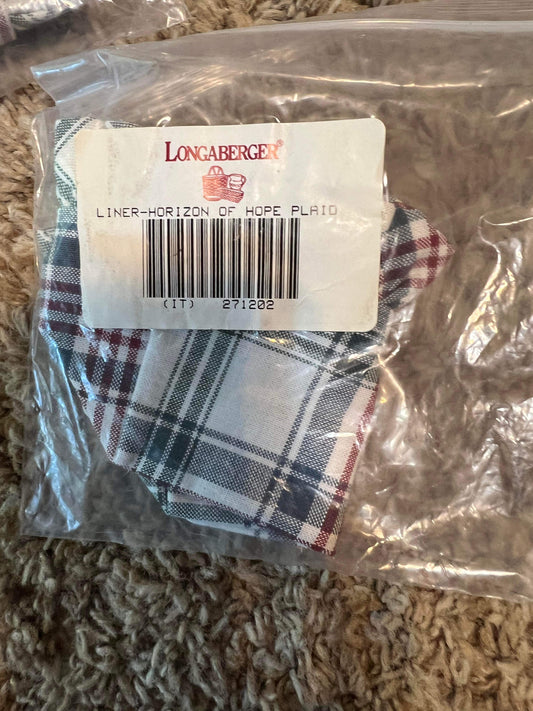 LONGABERGER®
LINER-HORIZON OF HOPE PLAID
(IT) 271202